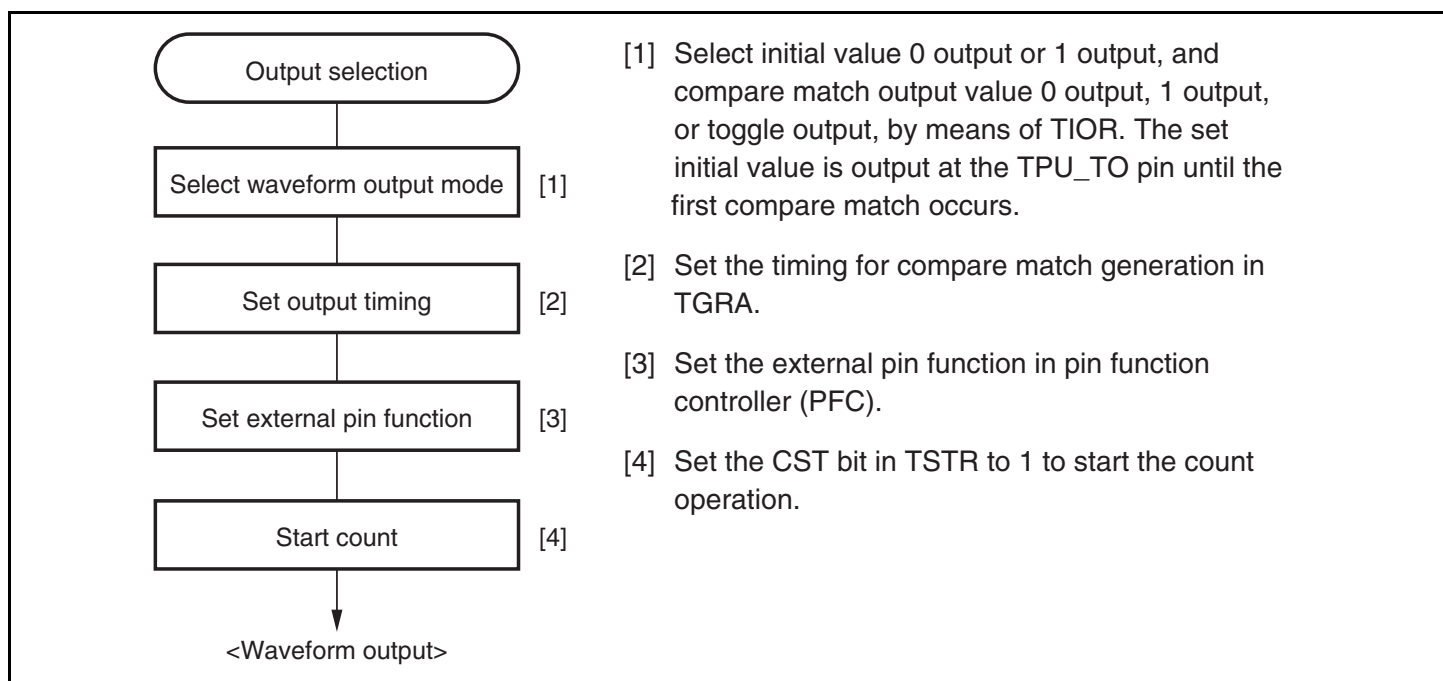 Output selection
Select waveform output mode [1]
Set output timing [2]
Set external pin function [3]
Start count [4]
<Waveform output>
[1] Select initial value 0 output or 1 output, and
compare match output value 0 output, 1 output,
or toggle output, by means of TIOR. The set
initial value is output at the TPU_TO pin until the
first compare match occurs.
[2] Set the timing for compare match generation in
TGRA.
[3] Set the external pin function in pin function
controller (PFC).
[4] Set the CST bit in TSTR to 1 to start the count
operation.